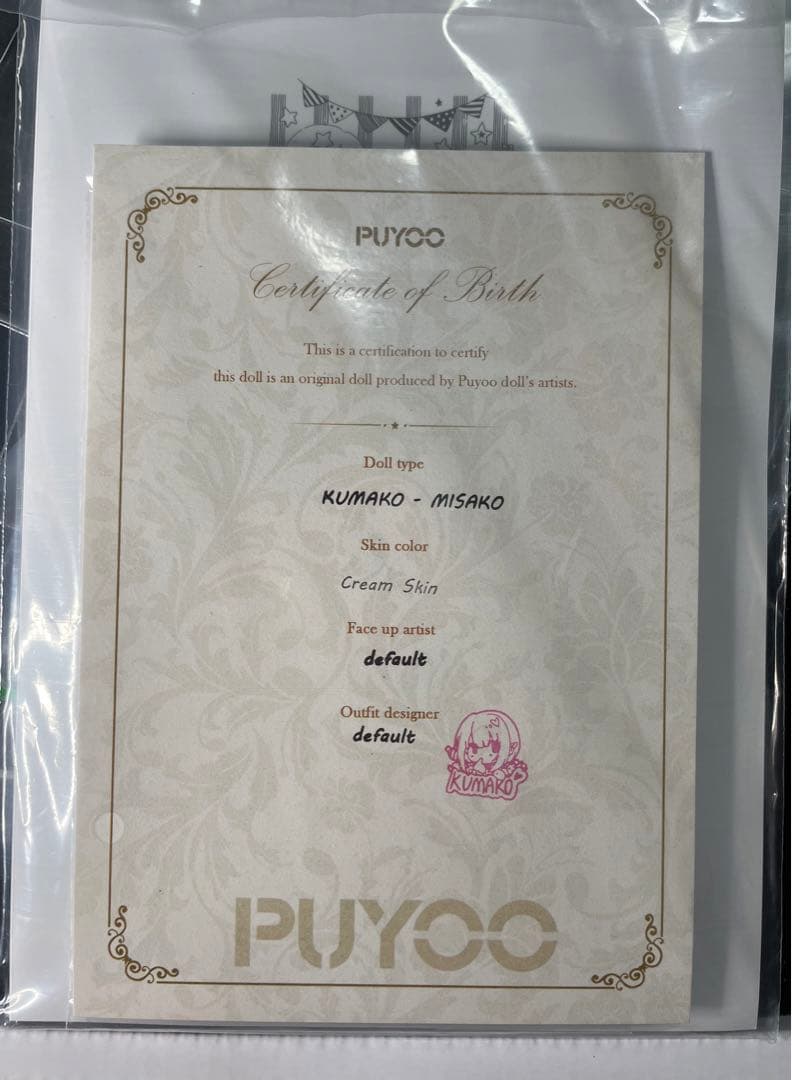 PUYOO
Certificate of Birth
This is a certification to certify
this doll is an original doll produced by Puyoo doll's artists.
Doll type
KUMAKO - MISAKO
Skin color
Cream Skin
Face up artist
default
Outfit designer
default
KUMAKO
PUYOO